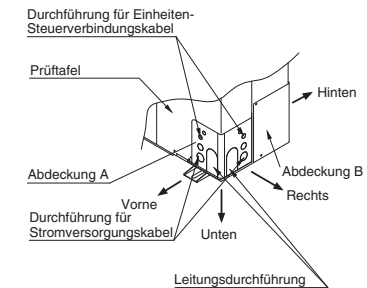 Durchführung für Einheiten-
Steuerverbindungskabel
Prüftafel
Hinten
Abdeckung A
Abdeckung B
Vorne
Rechts
Durchführung für
Stromversorgungskabel
Unten
Leitungsdurchführung